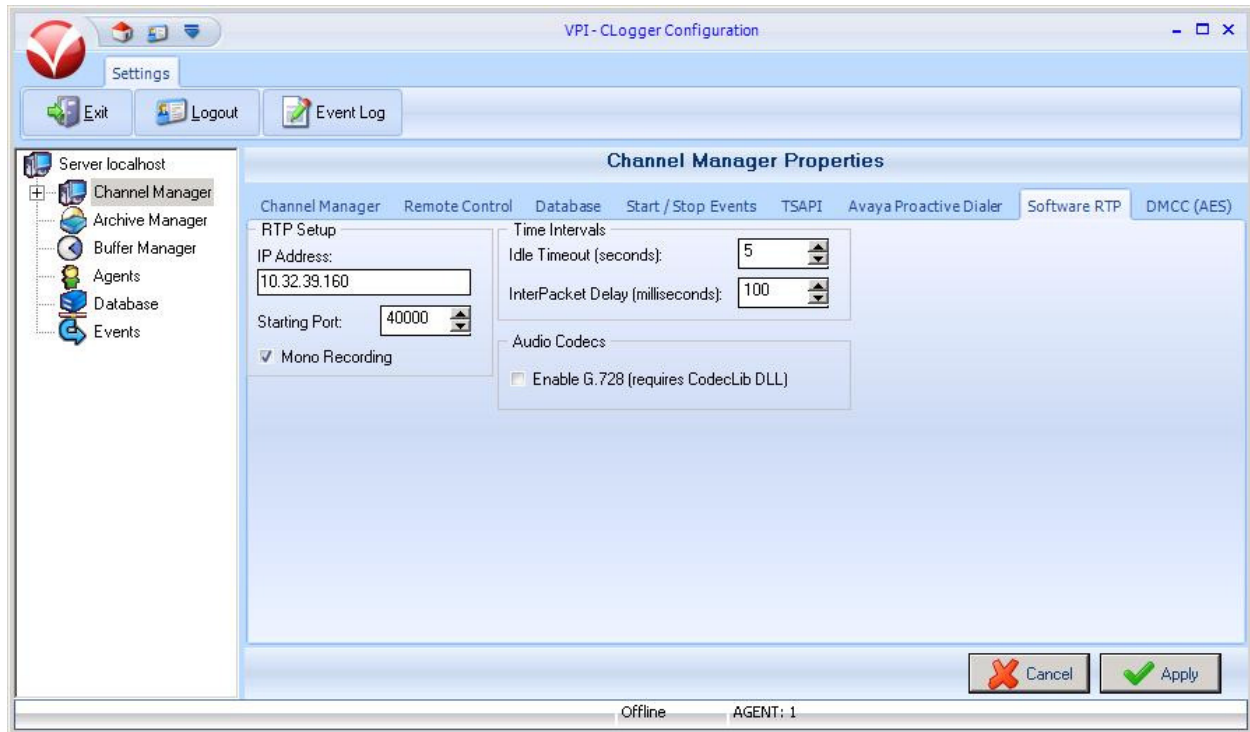 VPI - CLogger Configuration
Settings
Exit
Logout
Event Log
Server localhost
Channel Manager
Archive Manager
Buffer Manager
Agents
Database
Events
Channel Manager Properties
Channel Manager Remote Control Database Start / Stop Events TSAPI Avaya Proactive Dialer Software RTP DMCC (AES)
RTP Setup
IP Address:
10.32.39.160
Starting Port: 40000
Mono Recording
Time Intervals
Idle Timeout (seconds): 5
InterPacket Delay (milliseconds): 100
Audio Codecs
Enable G.728 (requires CodecLib DLL)
Cancel
Apply
Offline AGENT: 1